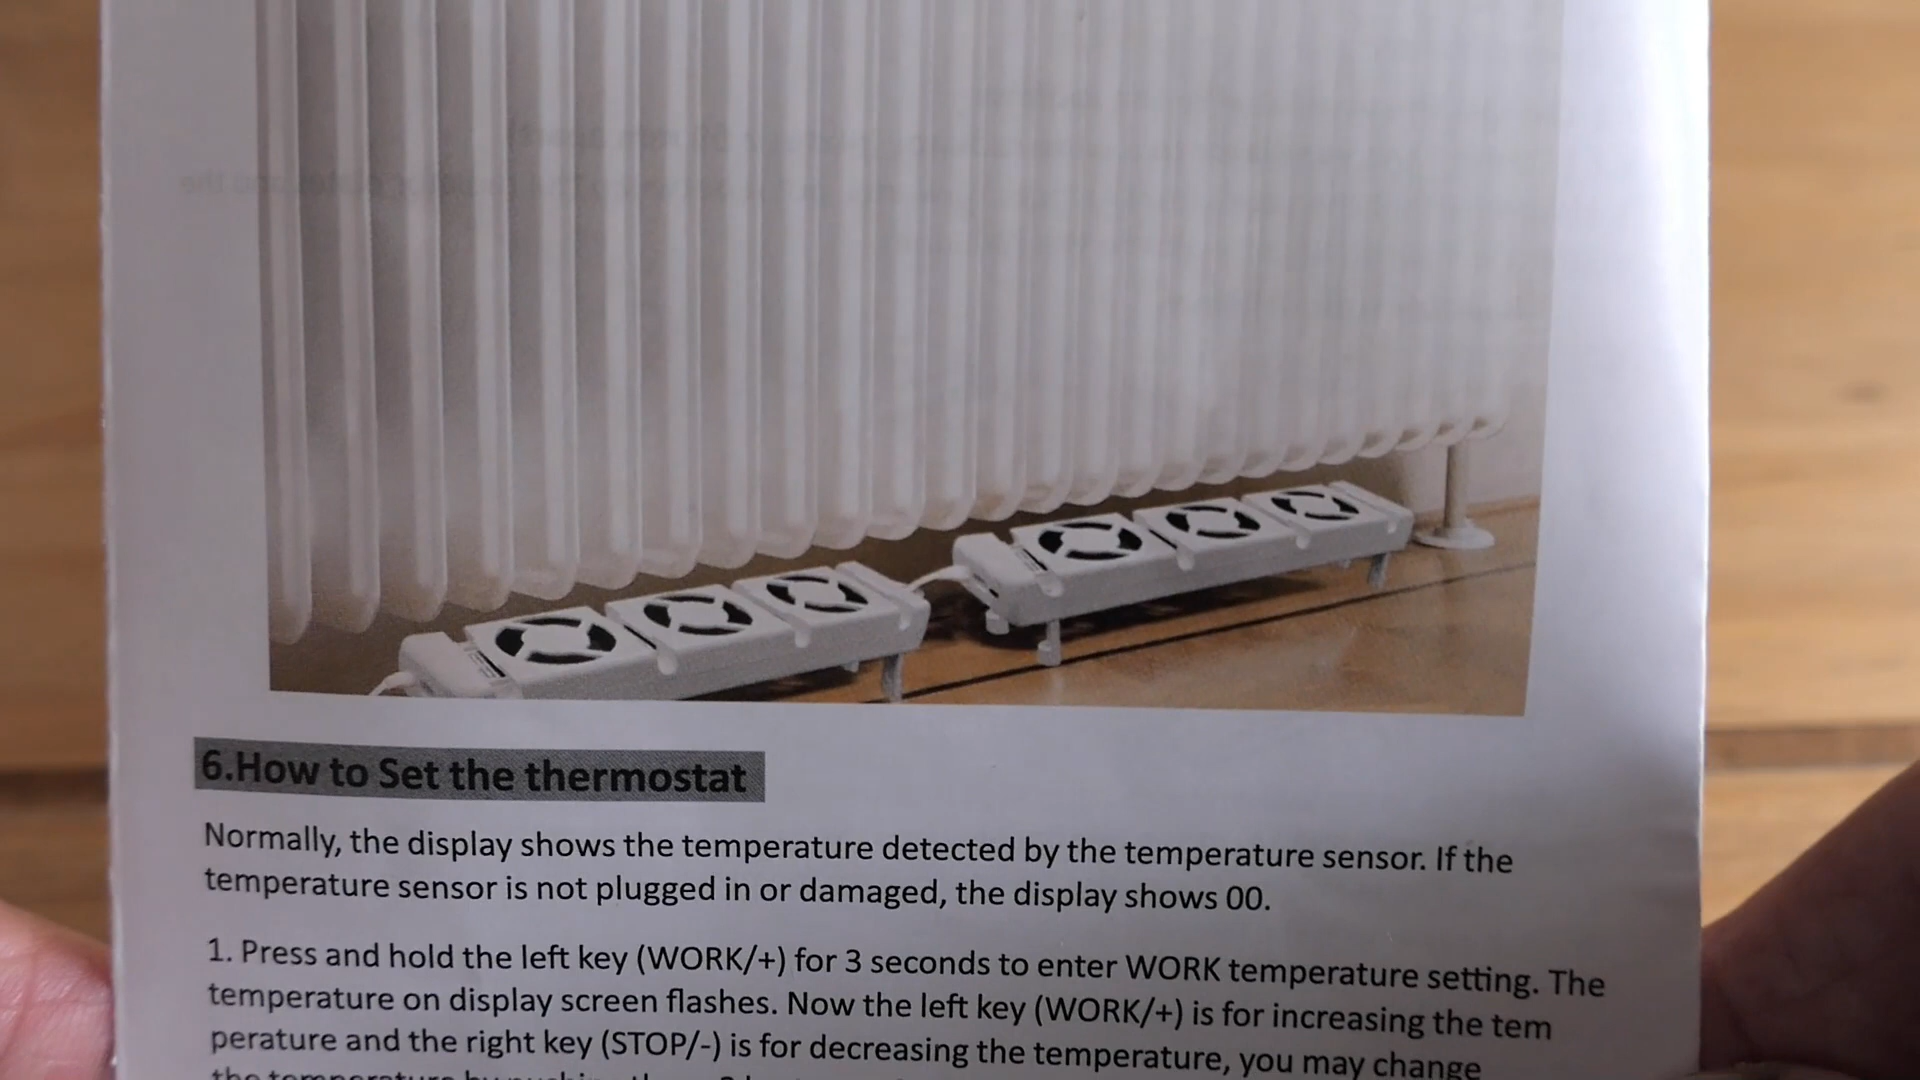 6.How to Set the thermostat
Normally, the display shows the temperature detected by the temperature sensor. If the
temperature sensor is not plugged in or damaged, the display shows 00.
1. Press and hold the left key (WORK/+) for 3 seconds to enter WORK temperature setting. The
temperature on display screen flashes. Now the left key (WORK/+) is for increasing the tem
perature and the right key (STOP/-) is for decreasing the temperature, you may change
the temperature by